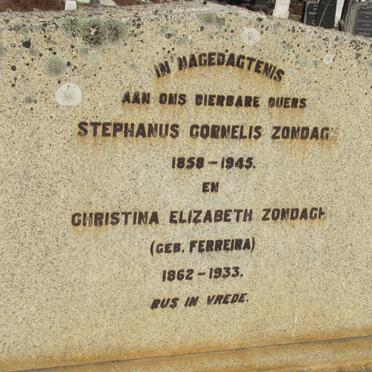 IN NAGEDAGTENIS
AAN ONS DIERBARE OUERS
STEPHANUS CORNELIS ZONDAGH
1858 - 1945.
EN
CHRISTINA ELIZABETH ZONDAGH
(GEB. FERREIRA)
1862 - 1933.
RUS IN VREDE.